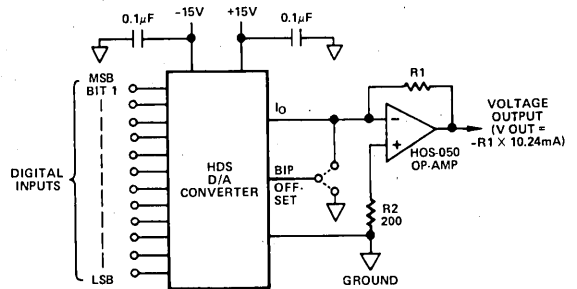 -15V +15V
0.1µF 0.1µF
MSB
BIT 1
DIGITAL
INPUTS
LSB
HDS
D/A
CONVERTER
IO
BIP
OFF-
SET
R1
-
+
HOS-050
OP-AMP
VOLTAGE
OUTPUT
(V OUT =
-R1 X 10.24mA)
R2
200
GROUND